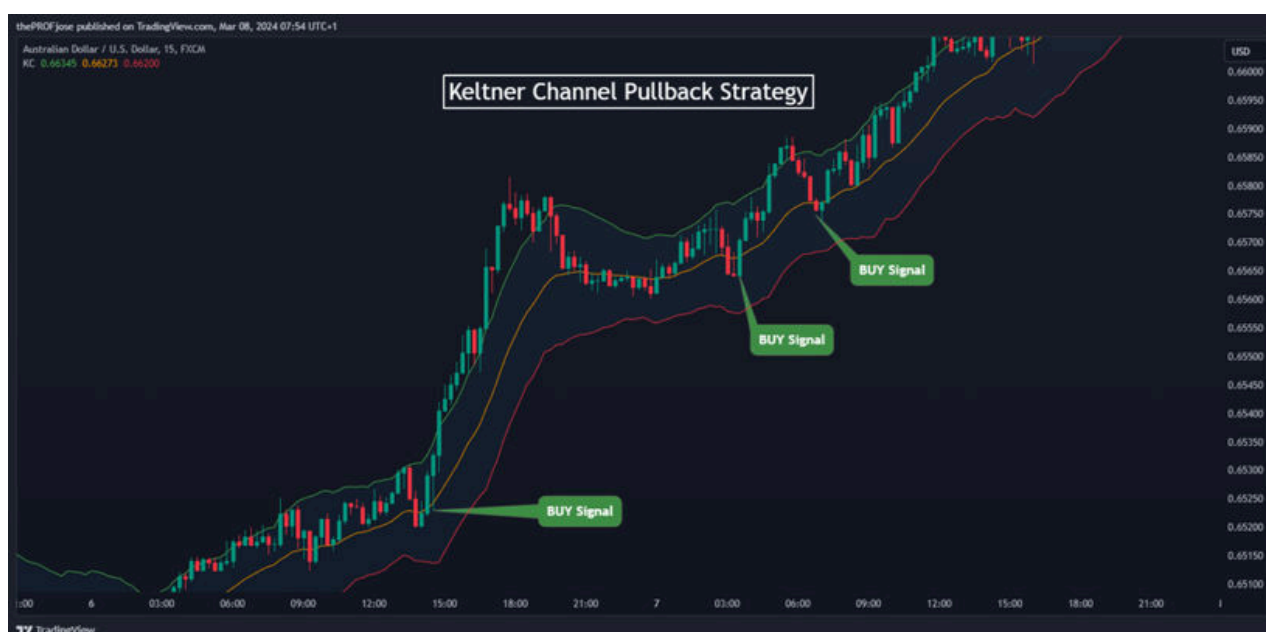 thePROFjose published on TradingView.com, Mar 08, 2024 07:54 UTC+1
Australian Dollar / U.S. Dollar, 15, FXCM
KC 0.66345 0.66273 0.66200
Keltner Channel Pullback Strategy
USD
0.66000
0.65950
0.65900
0.65850
0.65800
0.65750
0.65700
0.65650
0.65600
0.65550
0.65500
0.65450
0.65400
0.65350
0.65300
0.65250
0.65200
0.65150
0.65100
BUY Signal
BUY Signal
BUY Signal
:00 6 03:00 06:00 09:00 12:00 15:00 18:00 21:00 7 03:00 06:00 09:00 12:00 15:00 18:00 21:00
TradingView